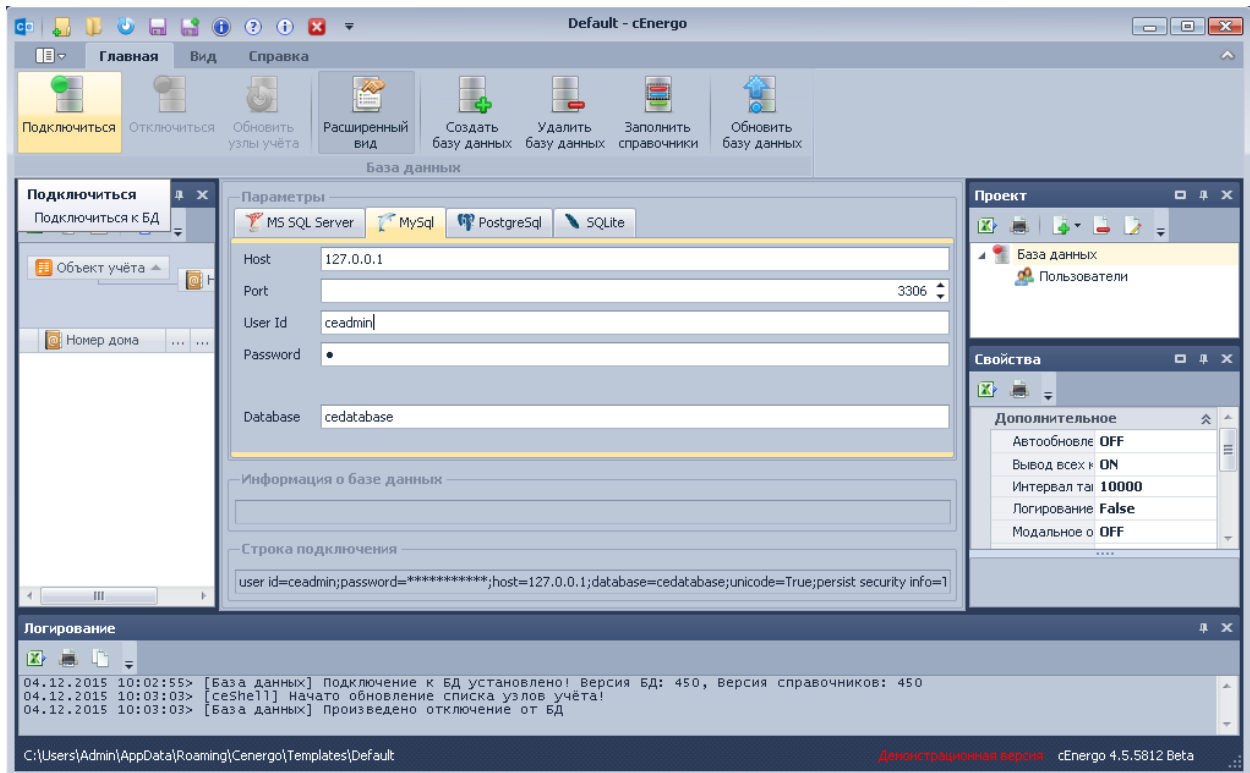 Default - cEnergo
Главная Вид Справка
Подключиться
Отключиться
Обновить
узлы учёта
Расширенный
вид
Создать
базу данных
Удалить
базу данных
Заполнить
справочники
Обновить
базу данных
База данных
Подключиться
Подключиться к БД
Объект учёта
Н
Номер дома ... ...
Параметры
MS SQL Server MySql PostgreSql SQLite
Host 127.0.0.1
Port 3306
User Id ceadmin
Password •
Database cedatabase
Информация о базе данных
Строка подключения
user id=ceadmin;password=***********;host=127.0.0.1;database=cedatabase;unicode=True;persist security info=T
Проект
База данных
Пользователи
Свойства
Дополнительное
Автообновле OFF
Вывод всех к ON
Интервал та 10000
Логирование False
Модальное о OFF
Логирование
04.12.2015 10:02:55> [База данных] Подключение к БД установлено! Версия БД: 450, Версия справочников: 450
04.12.2015 10:03:03> [ceShell] Начато обновление списка узлов учёта!
04.12.2015 10:03:03> [База данных] Произведено отключение от БД
C:\Users\Admin\AppData\Roaming\Cenergo\Templates\Default
Демонстрационная версия cEnergo 4.5.5812 Beta